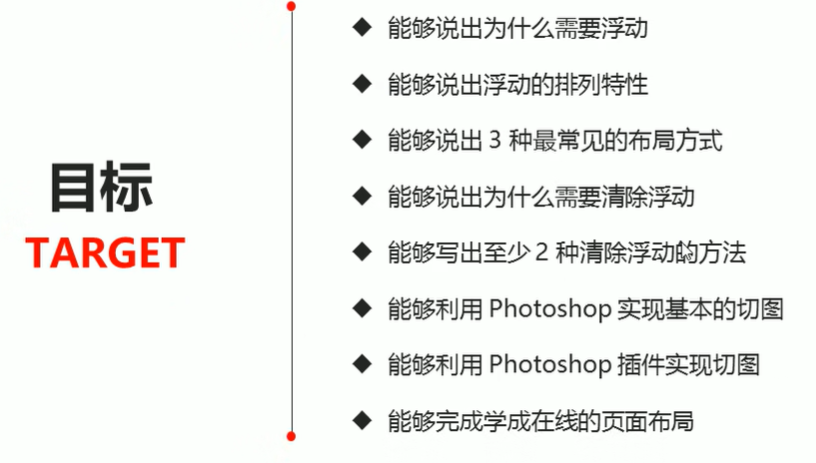 目标
TARGET
◆ 能够说出为什么需要浮动
◆ 能够说出浮动的排列特性
◆ 能够说出 3 种最常见的布局方式
◆ 能够说出为什么需要清除浮动
◆ 能够写出至少 2 种清除浮动的方法
◆ 能够利用 Photoshop 实现基本的切图
◆ 能够利用 Photoshop 插件实现切图
◆ 能够完成学成在线的页面布局